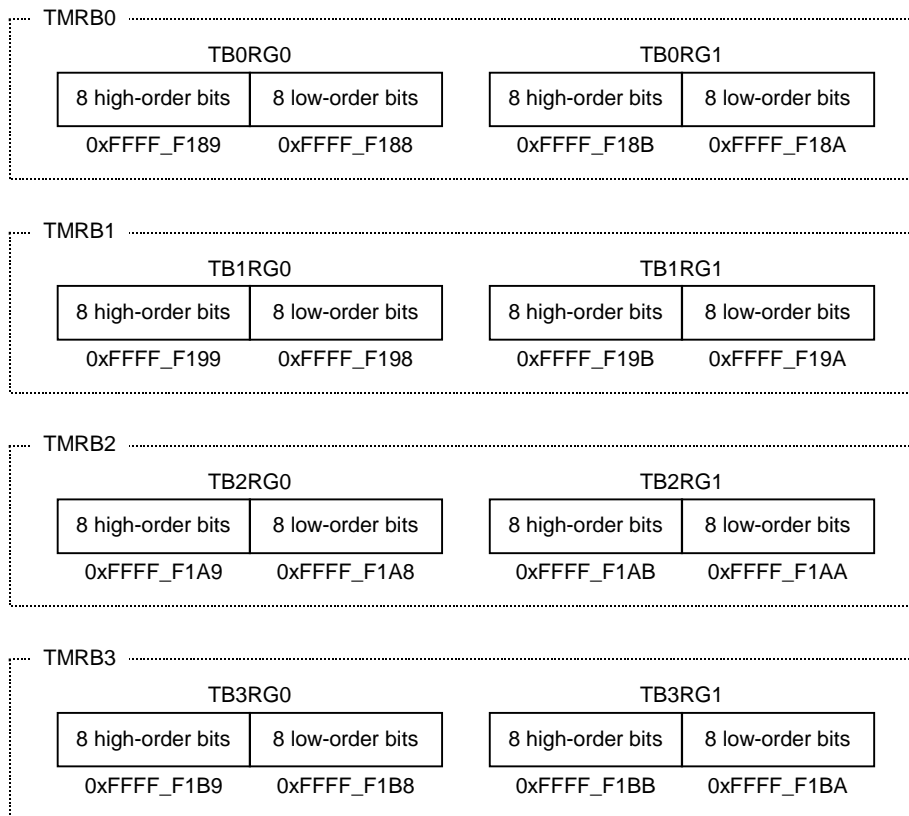 TMRB0
TB0RG0 TB0RG1
8 high-order bits 8 low-order bits 8 high-order bits 8 low-order bits
0xFFFF_F189 0xFFFF_F188 0xFFFF_F18B 0xFFFF_F18A
TMRB1
TB1RG0 TB1RG1
8 high-order bits 8 low-order bits 8 high-order bits 8 low-order bits
0xFFFF_F199 0xFFFF_F198 0xFFFF_F19B 0xFFFF_F19A
TMRB2
TB2RG0 TB2RG1
8 high-order bits 8 low-order bits 8 high-order bits 8 low-order bits
0xFFFF_F1A9 0xFFFF_F1A8 0xFFFF_F1AB 0xFFFF_F1AA
TMRB3
TB3RG0 TB3RG1
8 high-order bits 8 low-order bits 8 high-order bits 8 low-order bits
0xFFFF_F1B9 0xFFFF_F1B8 0xFFFF_F1BB 0xFFFF_F1BA